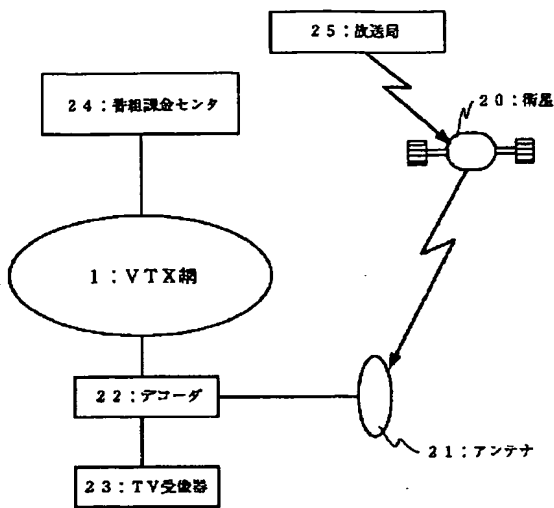 25:放送局
24:番組課金センタ
20:衛星
1:VTX網
22:デコーダ
21:アンテナ
23:TV受像器